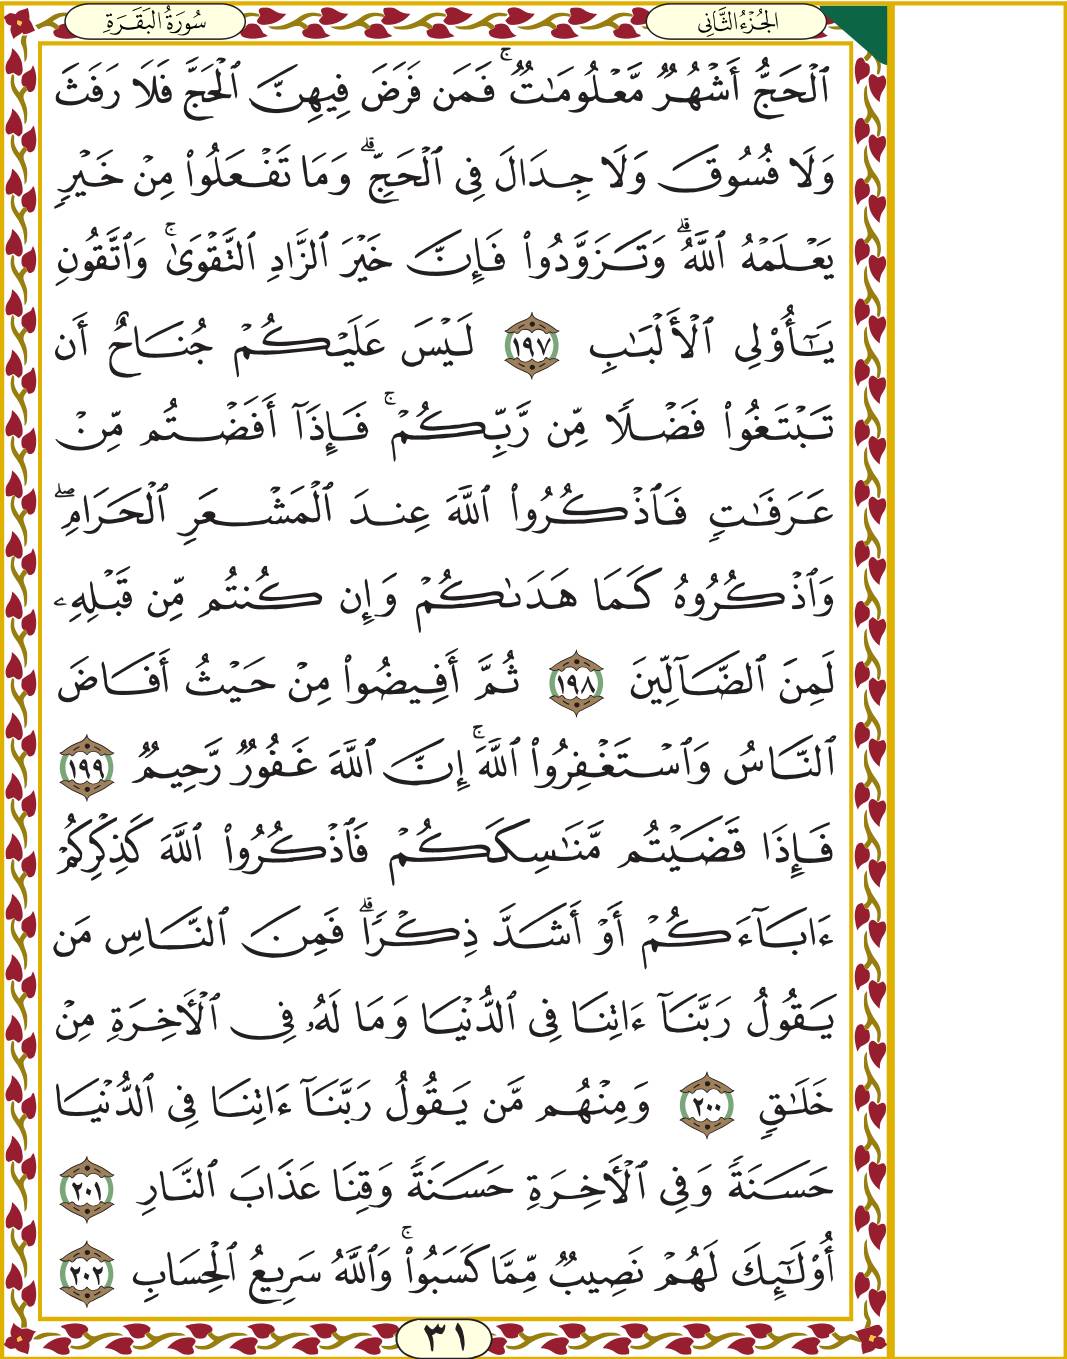 الجُزْءُ الثَّانِي
سُورَةُ البَقَرَةِ
ٱلْحَجُّ أَشْهُرٌ مَّعْلُومَٰتٌ ۚ فَمَن فَرَضَ فِيهِنَّ ٱلْحَجَّ فَلَا رَفَثَ
وَلَا فُسُوقَ وَلَا جِدَالَ فِى ٱلْحَجِّ ۗ وَمَا تَفْعَلُوا۟ مِنْ خَيْرٍ
يَعْلَمْهُ ٱللَّهُ ۗ وَتَزَوَّدُوا۟ فَإِنَّ خَيْرَ ٱلزَّادِ ٱلتَّقْوَىٰ ۚ وَٱتَّقُونِ
يَٰٓأُو۟لِى ٱلْأَلْبَٰبِ ١٩٧ لَيْسَ عَلَيْكُمْ جُنَاحٌ أَن
تَبْتَغُوا۟ فَضْلًا مِّن رَّبِّكُمْ ۚ فَإِذَآ أَفَضْتُم مِّنْ
عَرَفَٰتٍ فَٱذْكُرُوا۟ ٱللَّهَ عِندَ ٱلْمَشْعَرِ ٱلْحَرَامِ ۖ
وَٱذْكُرُوهُ كَمَا هَدَىٰكُمْ وَإِن كُنتُم مِّن قَبْلِهِۦ
لَمِنَ ٱلضَّآلِّينَ ١٩٨ ثُمَّ أَفِيضُوا۟ مِنْ حَيْثُ أَفَاضَ
ٱلنَّاسُ وَٱسْتَغْفِرُوا۟ ٱللَّهَ ۚ إِنَّ ٱللَّهَ غَفُورٌ رَّحِيمٌ ١٩٩
فَإِذَا قَضَيْتُم مَّنَٰسِكَكُمْ فَٱذْكُرُوا۟ ٱللَّهَ كَذِكْرِكُمْ
ءَابَآءَكُمْ أَوْ أَشَدَّ ذِكْرًا ۗ فَمِنَ ٱلنَّاسِ مَن
يَقُولُ رَبَّنَآ ءَاتِنَا فِى ٱلدُّنْيَا وَمَا لَهُۥ فِى ٱلْأَخِرَةِ مِنْ
خَلَٰقٍ ٢٠٠ وَمِنْهُم مَّن يَقُولُ رَبَّنَآ ءَاتِنَا فِى ٱلدُّنْيَا
حَسَنَةً وَفِى ٱلْأَخِرَةِ حَسَنَةً وَقِنَا عَذَابَ ٱلنَّارِ ٢٠١
أُو۟لَٰٓئِكَ لَهُمْ نَصِيبٌ مِّمَّا كَسَبُوا۟ ۚ وَٱللَّهُ سَرِيعُ ٱلْحِسَابِ ٢٠٢
٣١